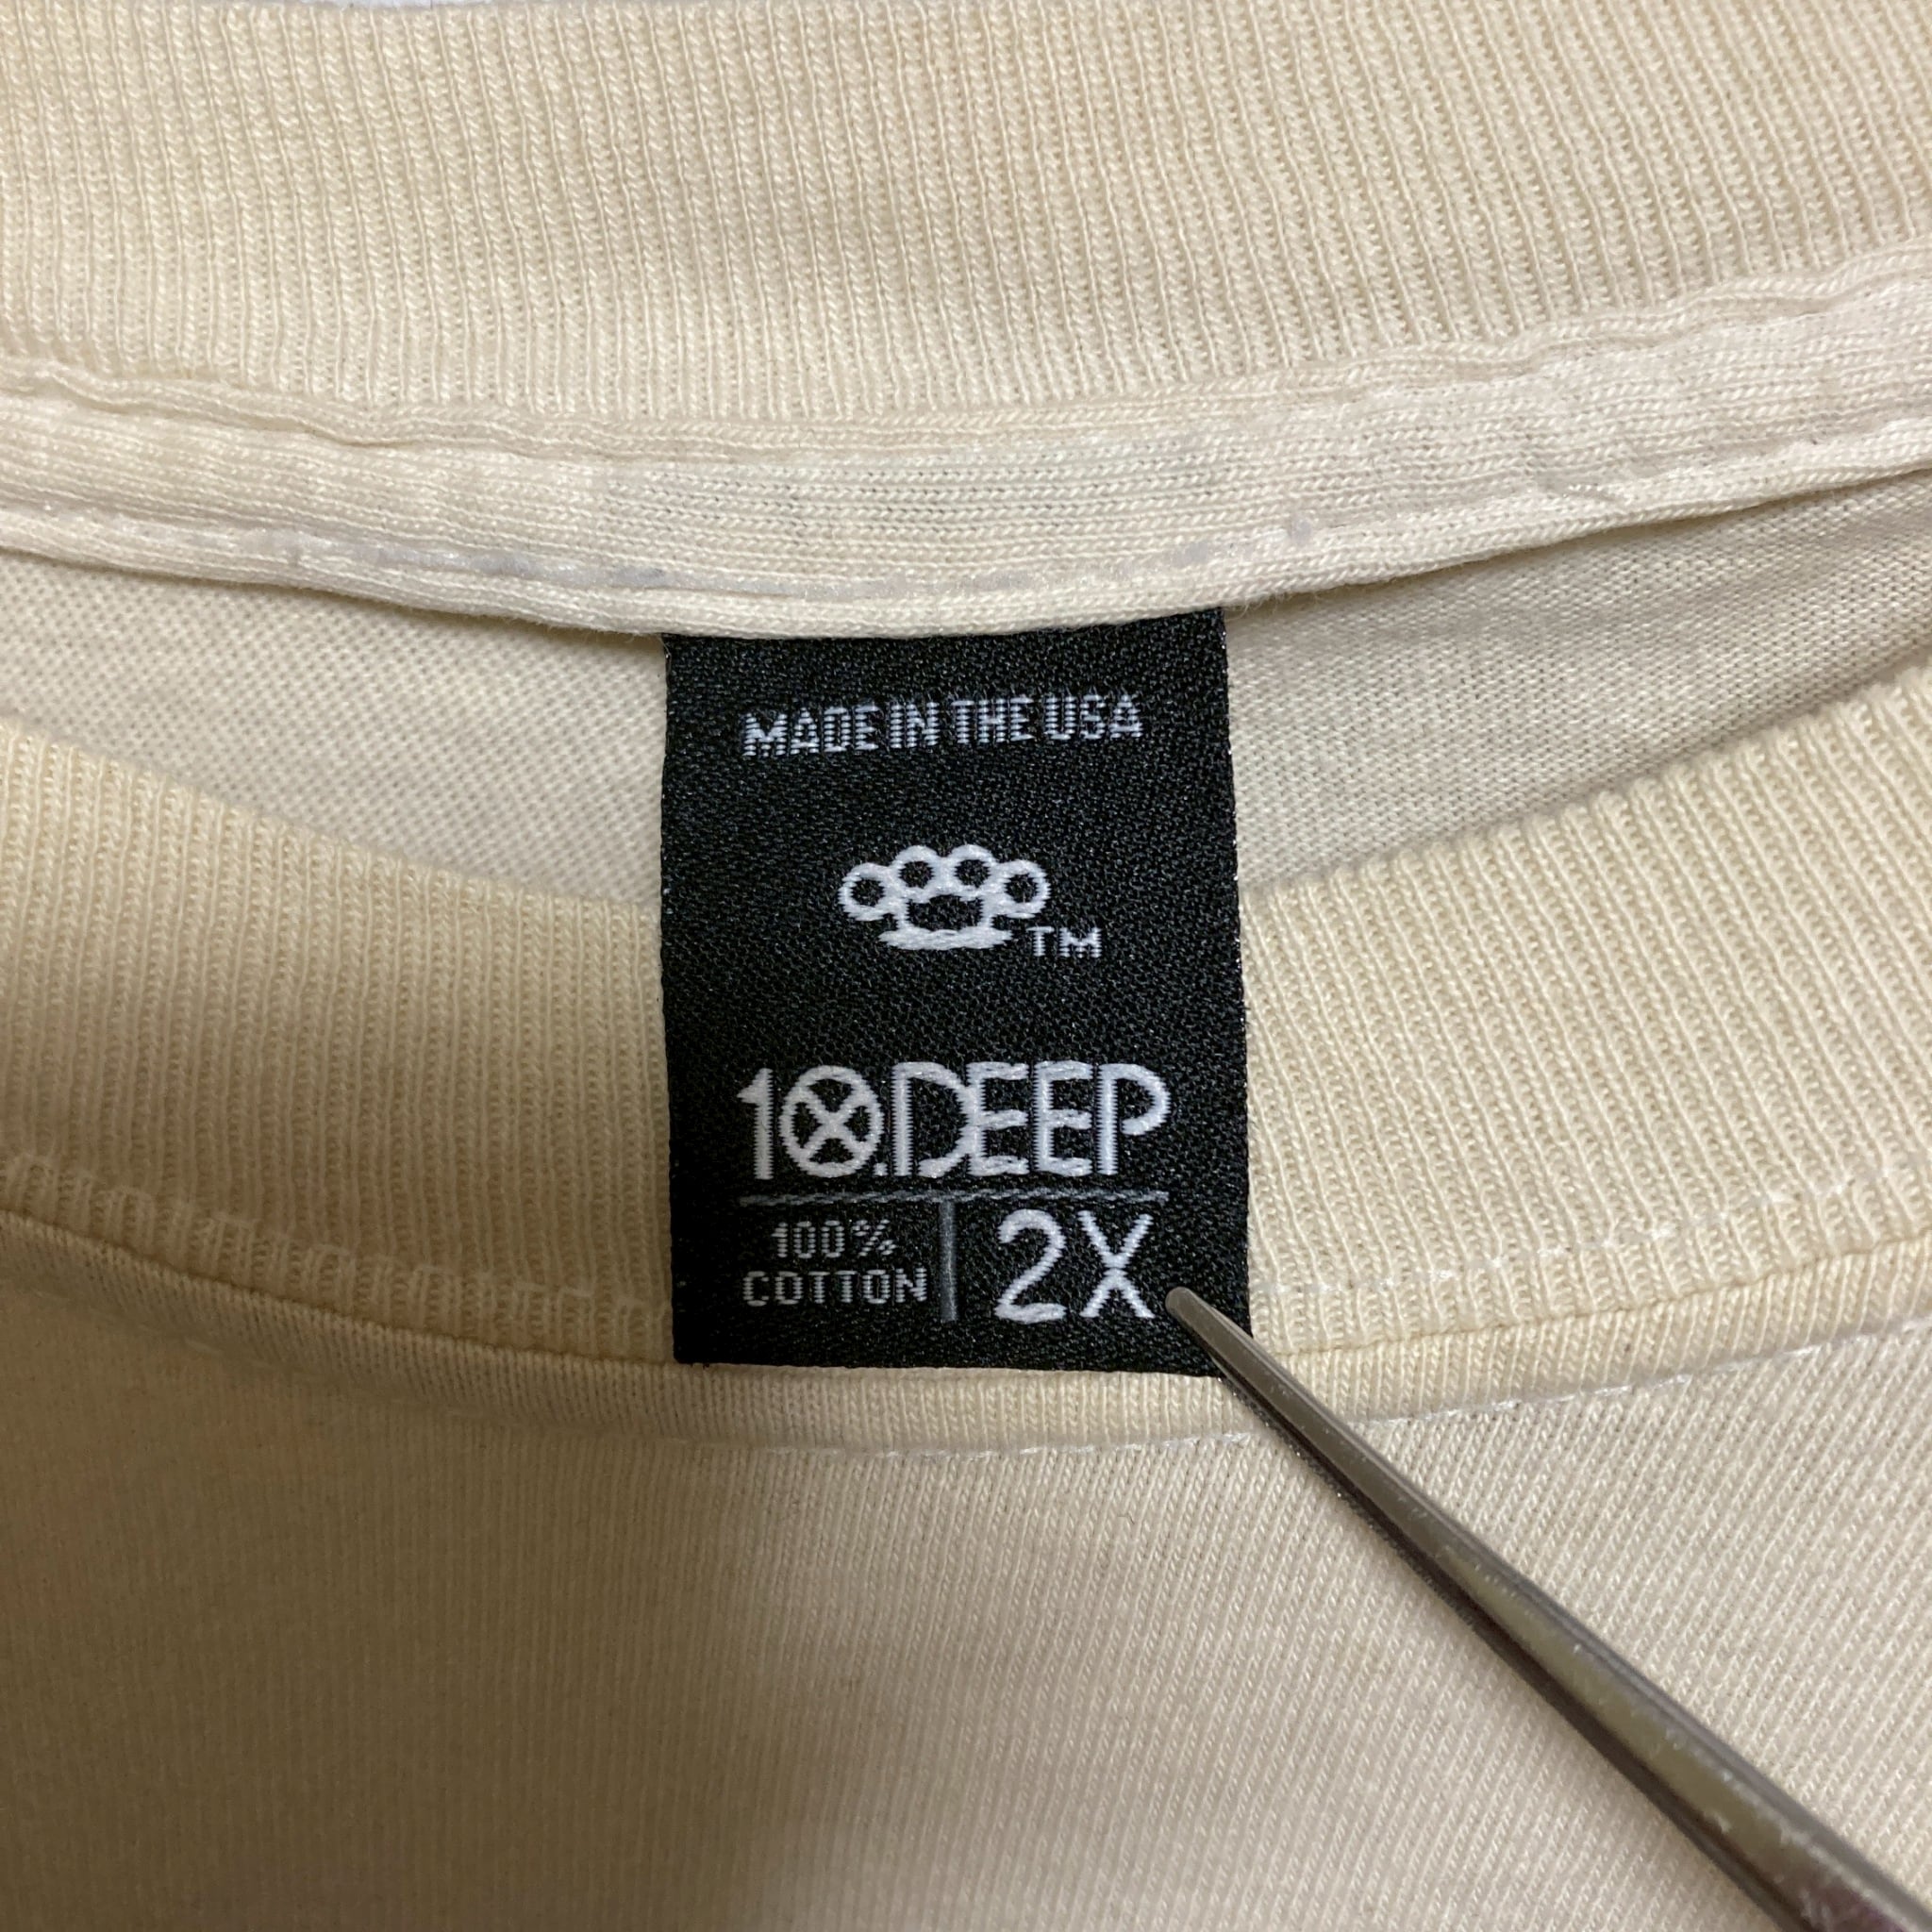 MADE IN THE USA
TM
10.DEEP
100% COTTON
2X